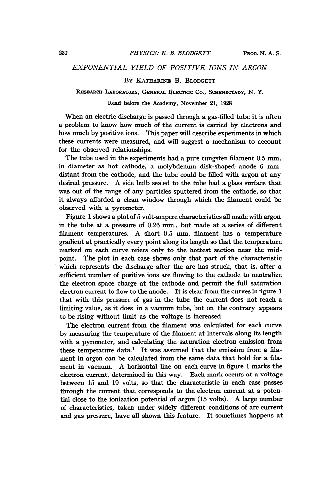 220 PHYSICS: K. B. BLODGETT PROC. N. A. S.
EXPONENTIAL YIELD OF POSITIVE IONS IN ARGON
BY KATHARINE B. BLODGETT
RESEARCH LABORATORY, GENERAL ELECTRIC CO., SCHENECTADY, N. Y.
Read before the Academy, November 21, 1928
When an electric discharge is passed through a gas-filled tube it is often
a problem to know how much of the current is carried by electrons and
how much by positive ions. This paper will describe experiments in which
these currents were measured, and will suggest a mechanism to account
for the observed relationships.
The tube used in the experiments had a pure tungsten filament 0.5 mm.
in diameter as hot cathode, a molybdenum disk-shaped anode 6 mm.
distant from the cathode, and the tube could be filled with argon at any
desired pressure. A side bulb sealed to the tube had a glass surface that
was out of the range of any particles sputtered from the cathode, so that
it always afforded a clean window through which the filament could be
observed with a pyrometer.
Figure 1 shows a plot of 5 volt-ampere characteristics all made with argon
in the tube at a pressure of 0.25 mm., but made at a series of different
filament temperatures. A short 0.5 mm. filament has a temperature
gradient at practically every point along its length so that the temperature
marked on each curve refers only to the hottest section near the mid-
point. The plot in each case shows only that part of the characteristic
which represents the discharge after the arc has struck, that is, after a
sufficient number of positive ions are flowing to the cathode to neutralize
the electron space charge at the cathode and permit the full saturation
electron current to flow to the anode. It is clear from the curves in figure 1
that with this pressure of gas in the tube the current does not reach a
limiting value, as it does in a vacuum tube, but on the contrary appears
to be rising without limit as the voltage is increased.
The electron current from the filament was calculated for each curve
by measuring the temperature of the filament at intervals along its length
with a pyrometer, and calculating the saturation electron emission from
these temperature data.¹ It was assumed that the emission from a fila-
ment in argon can be calculated from the same data that hold for a fila-
ment in vacuum. A horizontal line on each curve in figure 1 marks the
electron current, determined in this way. Each mark occurs at a voltage
between 15 and 19 volts, so that the characteristic in each case passes
through the current that corresponds to the electron current at a poten-
tial close to the ionization potential of argon (15 volts). A large number
of characteristics, taken under widely different conditions of arc current
and gas pressure, have all shown this feature. It sometimes happens at